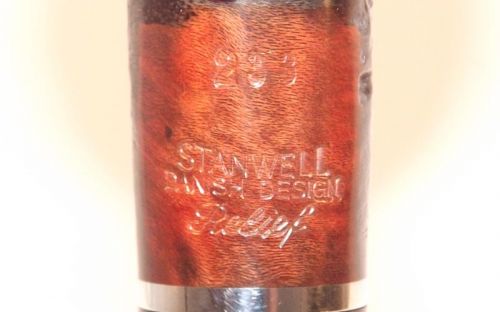 STANWELL
DANISH DESIGN
Relief